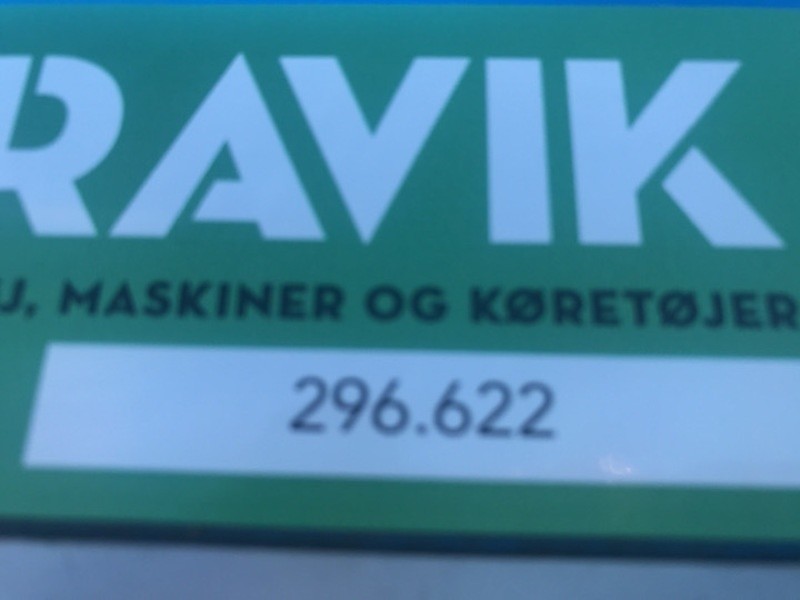 RAVIK
J, MASKINER OG KØRETØJER
296.622